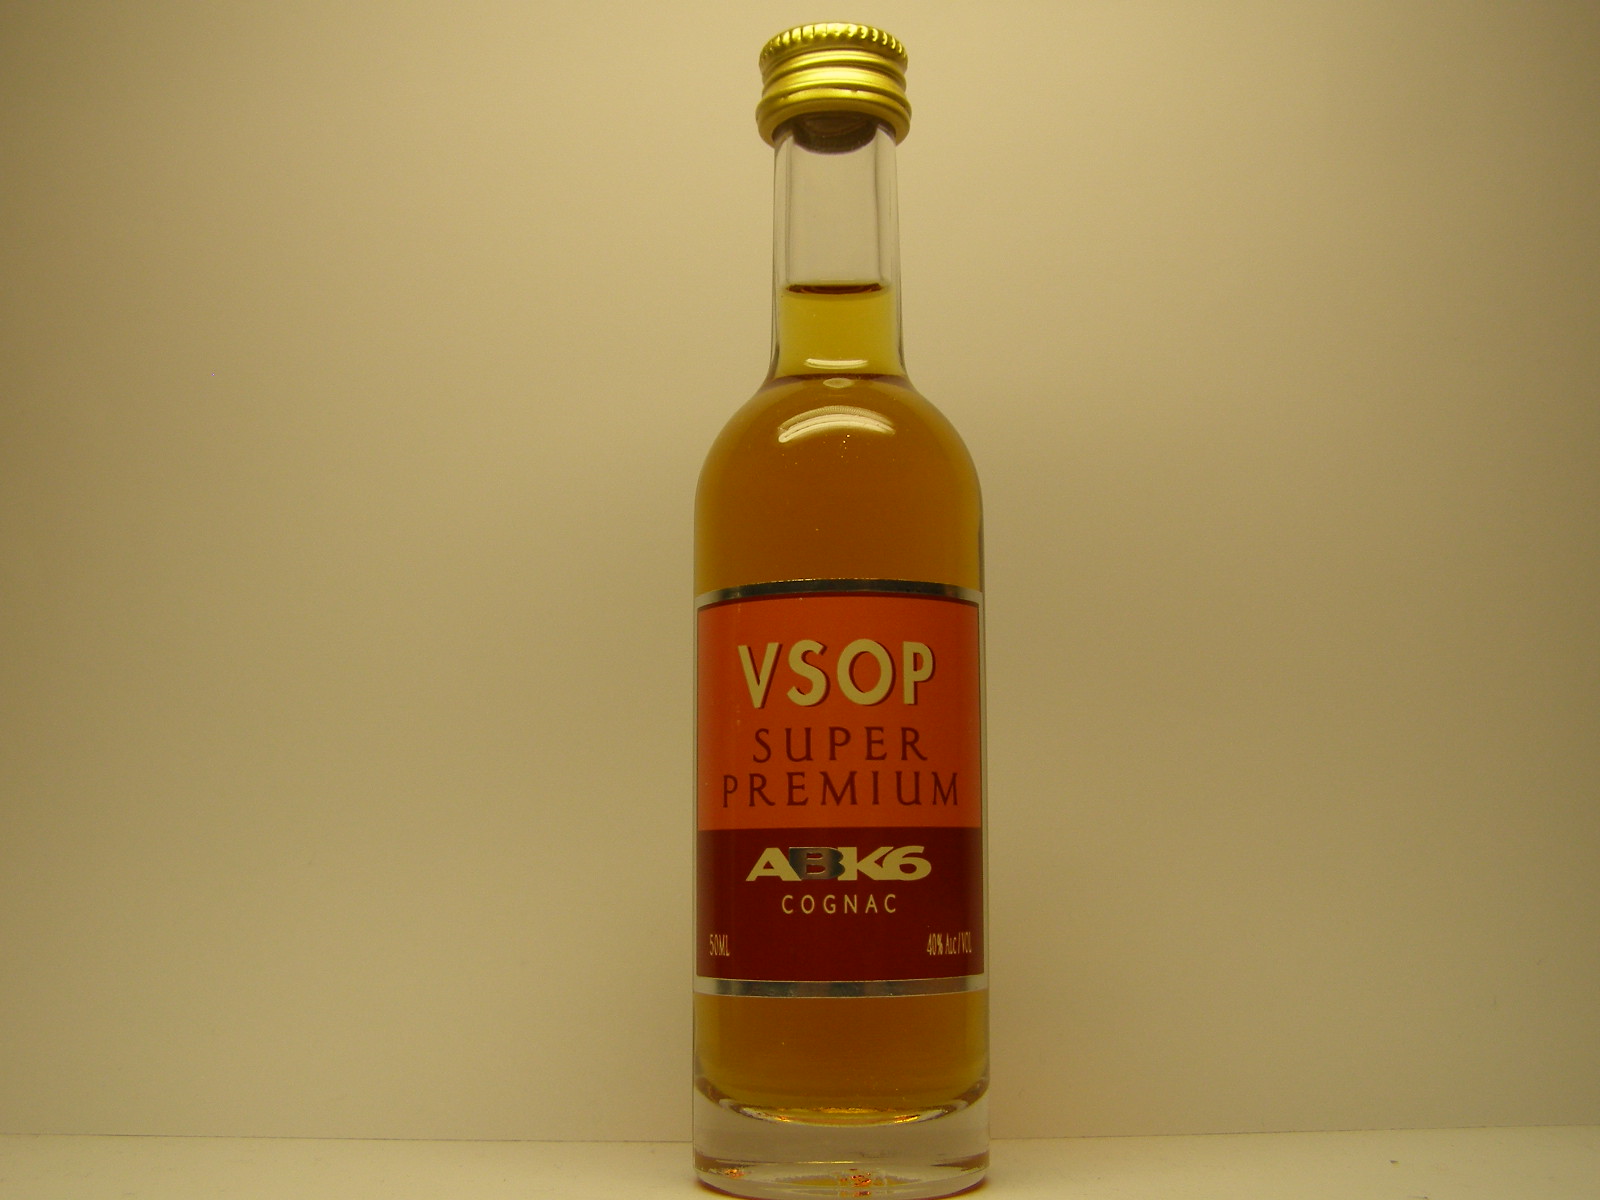 VSOP
SUPER
PREMIUM
ABK6
COGNAC
50ML 40% Alc/VOL